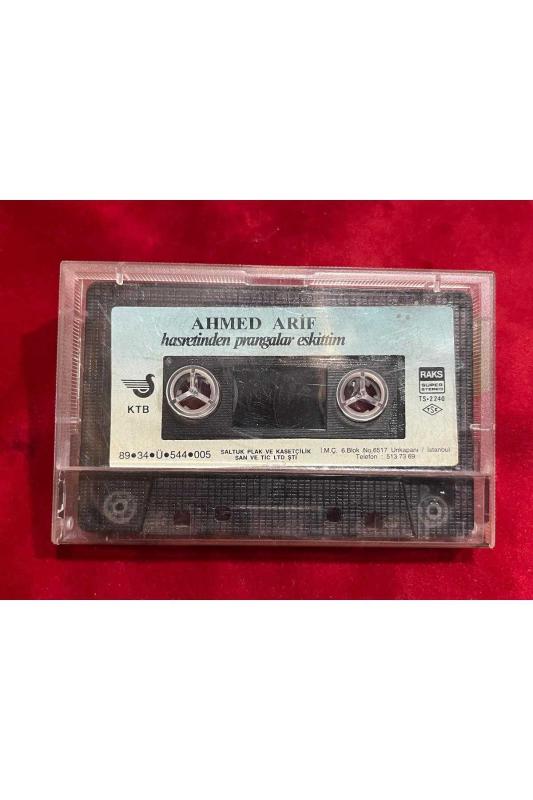 AHMED ARİF
hasretinden prangalar eskittim
KTB
RAKS
SUPER
STEREO
TS•2240
TSE
89•34•Ü•544•005
SALTUK PLAK VE KASETÇİLİK
SAN VE TİC LTD ŞTİ
İ.M.Ç. 6.Blok No.6517 Unkapanı / İstanbul
Telefon : 513 73 69